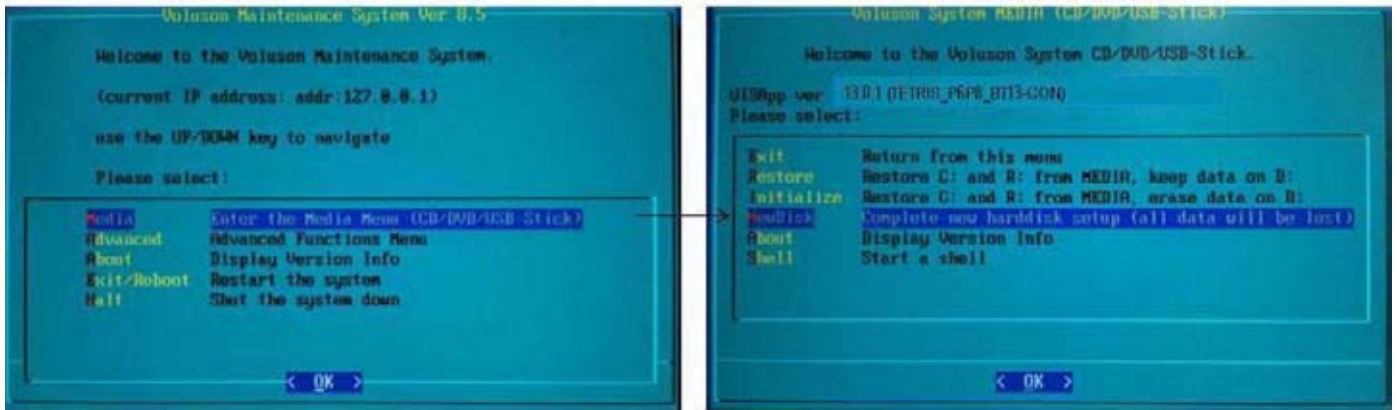 Voluson Maintenance System Ver 8.5
Welcome to the Voluson Maintenance System.
(current IP address: addr:127.0.0.1)
use the UP/DOWN key to navigate
Please select:
Media Enter the Media Menu (CD/DVD/USB Stick)
Advanced Advanced Functions Menu
About Display Version Info
Exit/Reboot Restart the system
Halt Shut the system down
< OK >
Voluson System MEDIA (CD/DVD/USB-Stick)
Welcome to the Voluson System CD/DVD/USB-Stick.
UISApp ver 13.0.1 (TETRIS_P6P8_BT13-CON)
Please select:
Exit Return from this menu
Restore Restore C: and R: from MEDIA, keep data on D:
Initialize Restore C: and R: from MEDIA, erase data on D:
NewDisk Complete new harddisk setup (all data will be lost)
About Display Version Info
Shell Start a shell
< OK >